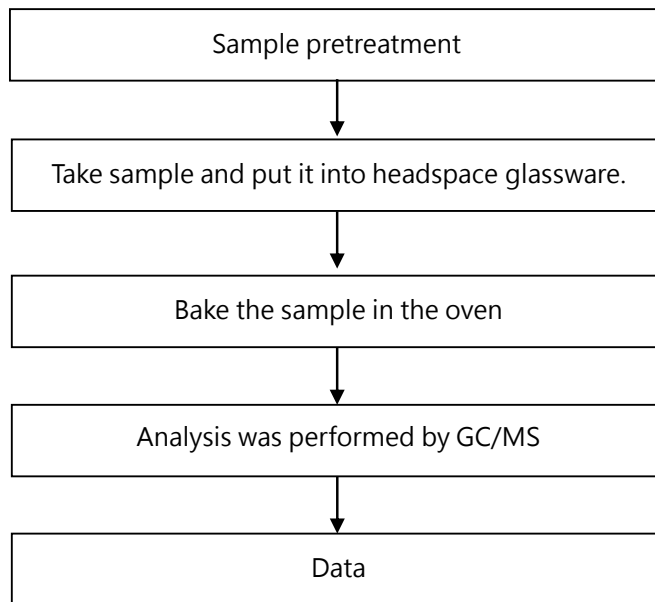 Sample pretreatment
Take sample and put it into headspace glassware.
Bake the sample in the oven
Analysis was performed by GC/MS
Data